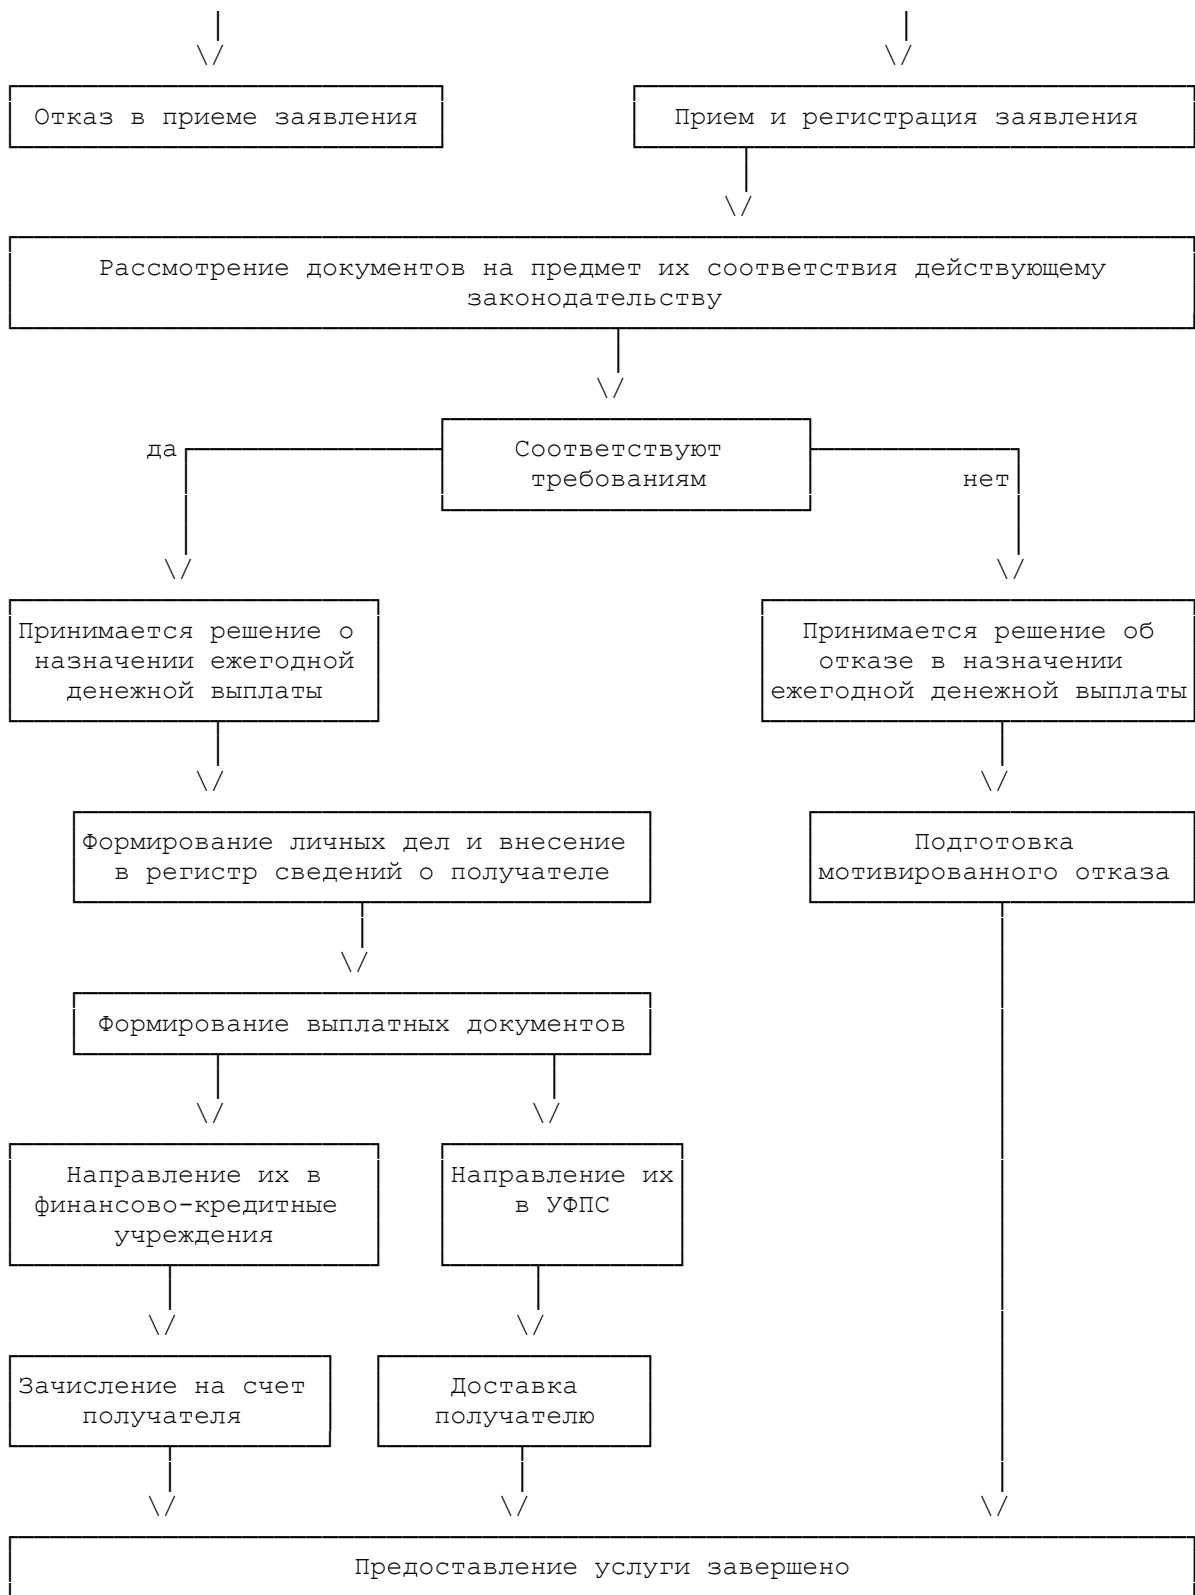 Отказ в приеме заявления
Прием и регистрация заявления
Рассмотрение документов на предмет их соответствия действующему
законодательству
да
Соответствуют
требованиям
нет
Принимается решение о
назначении ежегодной
денежной выплаты
Принимается решение об
отказе в назначении
ежегодной денежной выплаты
Формирование личных дел и внесение
в регистр сведений о получателе
Подготовка
мотивированного отказа
Формирование выплатных документов
Направление их в
финансово-кредитные
учреждения
Направление их
в УФПС
Зачисление на счет
получателя
Доставка
получателю
Предоставление услуги завершено